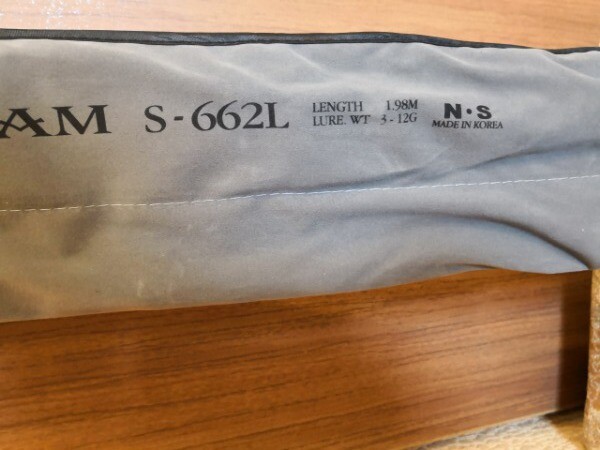 AM S-662L
LENGTH 1.98M
LURE. WT 3 - 12G
N·S
MADE IN KOREA